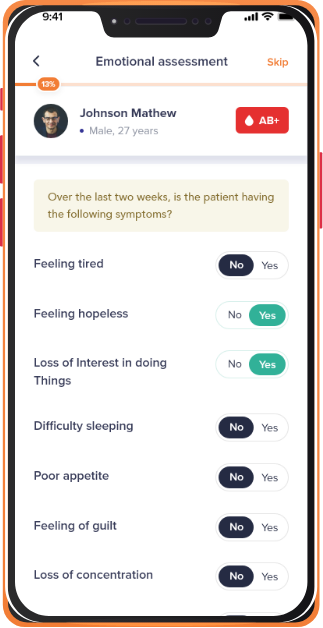 9:41
Emotional assessment Skip
13%
Johnson Mathew
Male, 27 years
AB+
Over the last two weeks, is the patient having
the following symptoms?
Feeling tired No Yes
Feeling hopeless No Yes
Loss of Interest in doing
Things
No Yes
Difficulty sleeping No Yes
Poor appetite No Yes
Feeling of guilt No Yes
Loss of concentration No Yes